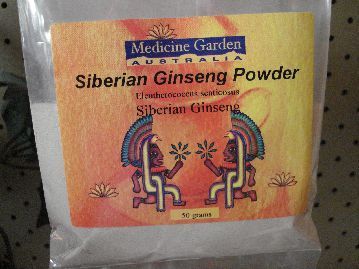 Medicine Garden
AUSTRALIA
Siberian Ginseng Powder
Eleutherococcus senticosus
Siberian Ginseng
50 grams